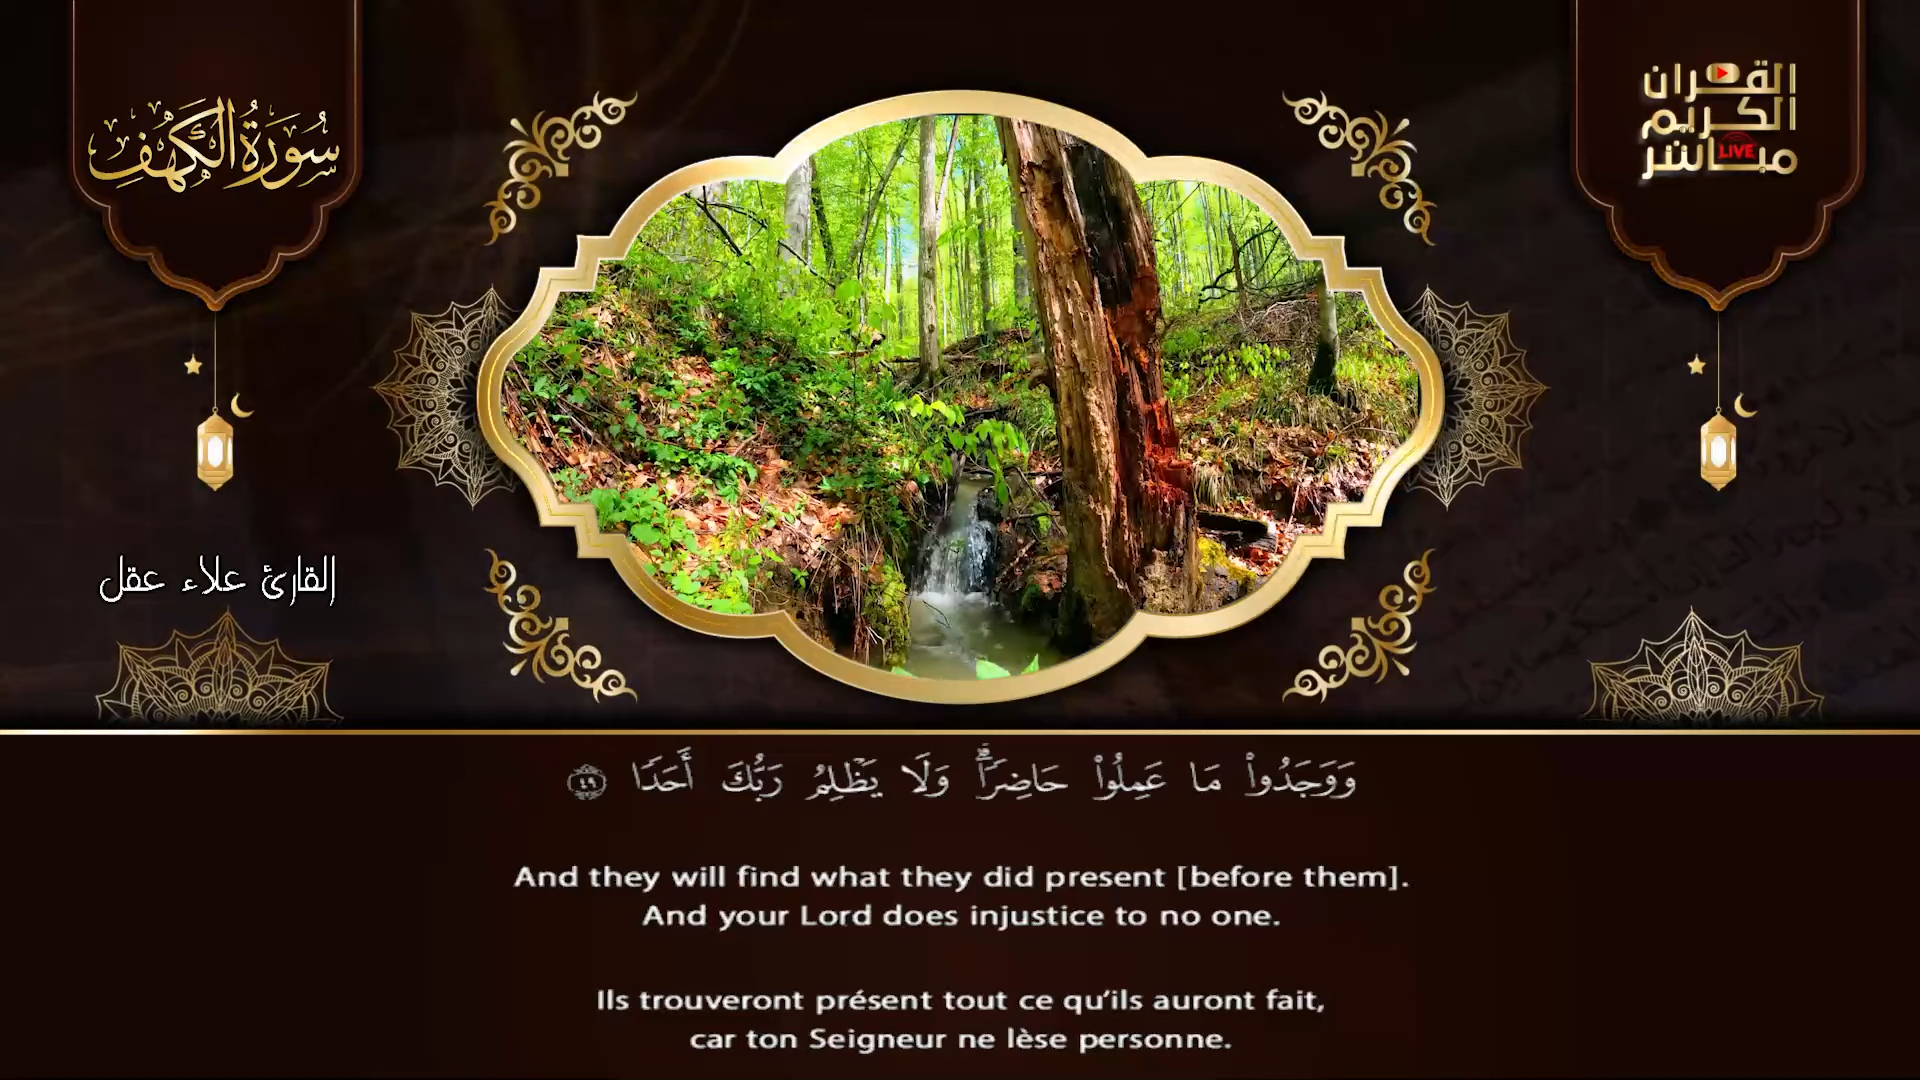 سُورَةُ الكَهْفِ
القرآن
الكريم
مباشر
LIVE
القارئ علاء عقل
وَوَجَدُوا۟ مَا عَمِلُوا۟ حَاضِرًا ۗ وَلَا يَظْلِمُ رَبُّكَ أَحَدًا ٤٩
And they will find what they did present [before them].
And your Lord does injustice to no one.
Ils trouveront présent tout ce qu’ils auront fait,
car ton Seigneur ne lèse personne.